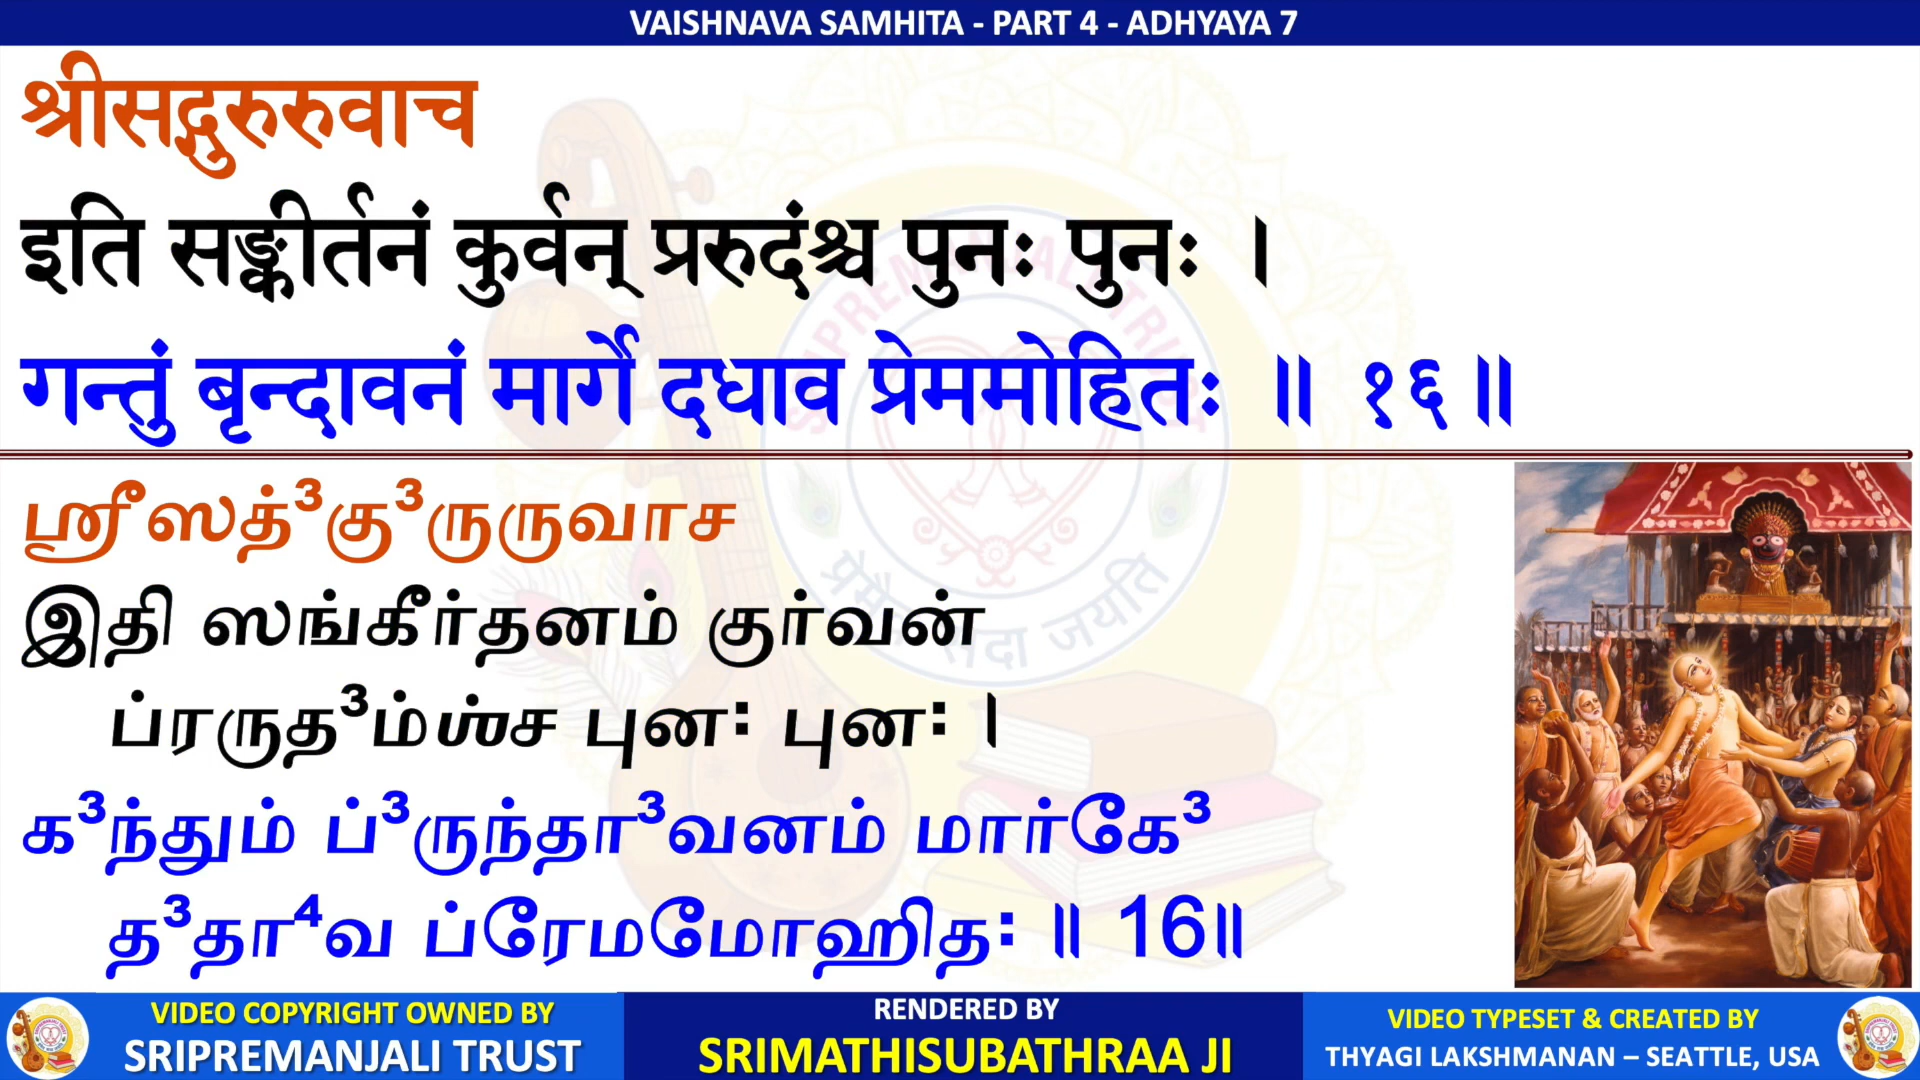 VAISHNAVA SAMHITA - PART 4 - ADHYAYA 7
श्रीसद्गुरुरुवाच
इति सङ्कीर्तनं कुर्वन् प्ररुदंश्च पुनः पुनः ।
गन्तुं बृन्दावनं मार्गे दधाव प्रेममोहितः ॥ १६॥
ஶ்ரீஸத்³கு³ருருவாச
இதி ஸங்கீர்தனம் குர்வன்
ப்ரருத³ம்ஶ்ச புன꞉ புன꞉ ।
க³ந்தும் ப்³ருந்தா³வனம் மார்கே³
த³தா⁴வ ப்ரேமமோஹித꞉ ॥ 16॥
VIDEO COPYRIGHT OWNED BY
SRIPREMANJALI TRUST
RENDERED BY
SRIMATHISUBATHRAA JI
VIDEO TYPESET & CREATED BY
THYAGI LAKSHMANAN – SEATTLE, USA